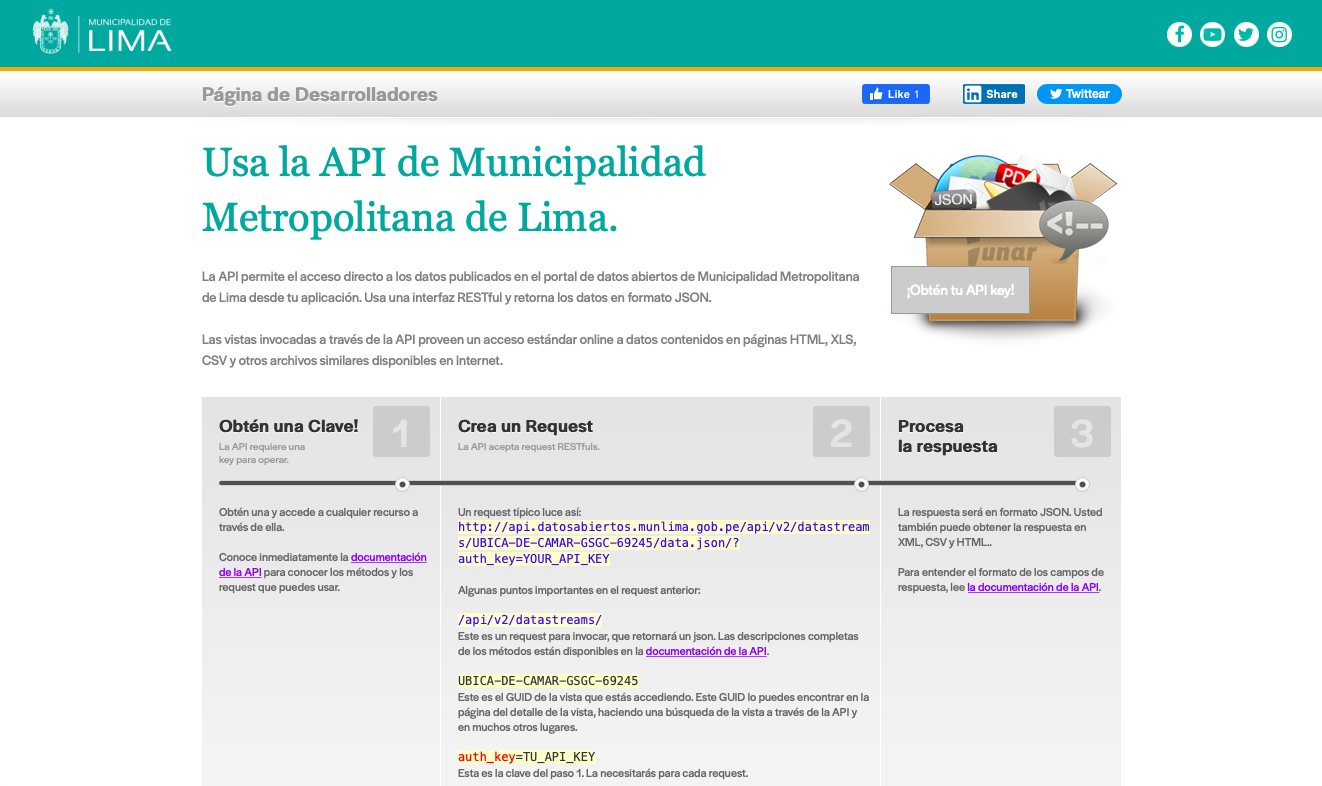 MUNICIPALIDAD DE
LIMA
Página de Desarrolladores
Like 1
in Share
Twittear
Usa la API de Municipalidad
Metropolitana de Lima.
La API permite el acceso directo a los datos publicados en el portal de datos abiertos de Municipalidad Metropolitana
de Lima desde tu aplicación. Usa una interfaz RESTful y retorna los datos en formato JSON.
Las vistas invocadas a través de la API proveen un acceso estándar online a datos contenidos en páginas HTML, XLS,
CSV y otros archivos similares disponibles en Internet.
PDF
JSON
<!--
junar
¡Obtén tu API key!
Obtén una Clave!
1
La API requiere una
key para operar.
Obtén una y accede a cualquier recurso a
través de ella.
Conoce inmediatamente la documentación
de la API para conocer los métodos y los
request que puedes usar.
Crea un Request
2
La API acepta request RESTfuls.
Un request típico luce así:
http://api.datosabiertos.munlima.gob.pe/api/v2/datastream
s/UBICA-DE-CAMAR-GSGC-69245/data.json/?
auth_key=YOUR_API_KEY
Algunas puntos importantes en el request anterior:
/api/v2/datastreams/
Este es un request para invocar, que retornará un json. Las descripciones completas
de los métodos están disponibles en la documentación de la API.
UBICA-DE-CAMAR-GSGC-69245
Este es el GUID de la vista que estás accediendo. Este GUID lo puedes encontrar en la
página del detalle de la vista, haciendo una búsqueda de la vista a través de la API y
en muchos otros lugares.
auth_key=TU_API_KEY
Esta es la clave del paso 1. La necesitarás para cada request.
Procesa
la respuesta
3
La respuesta será en formato JSON. Usted
también puede obtener la respuesta en
XML, CSV y HTML..
Para entender el formato de los campos de
respuesta, lee la documentación de la API.